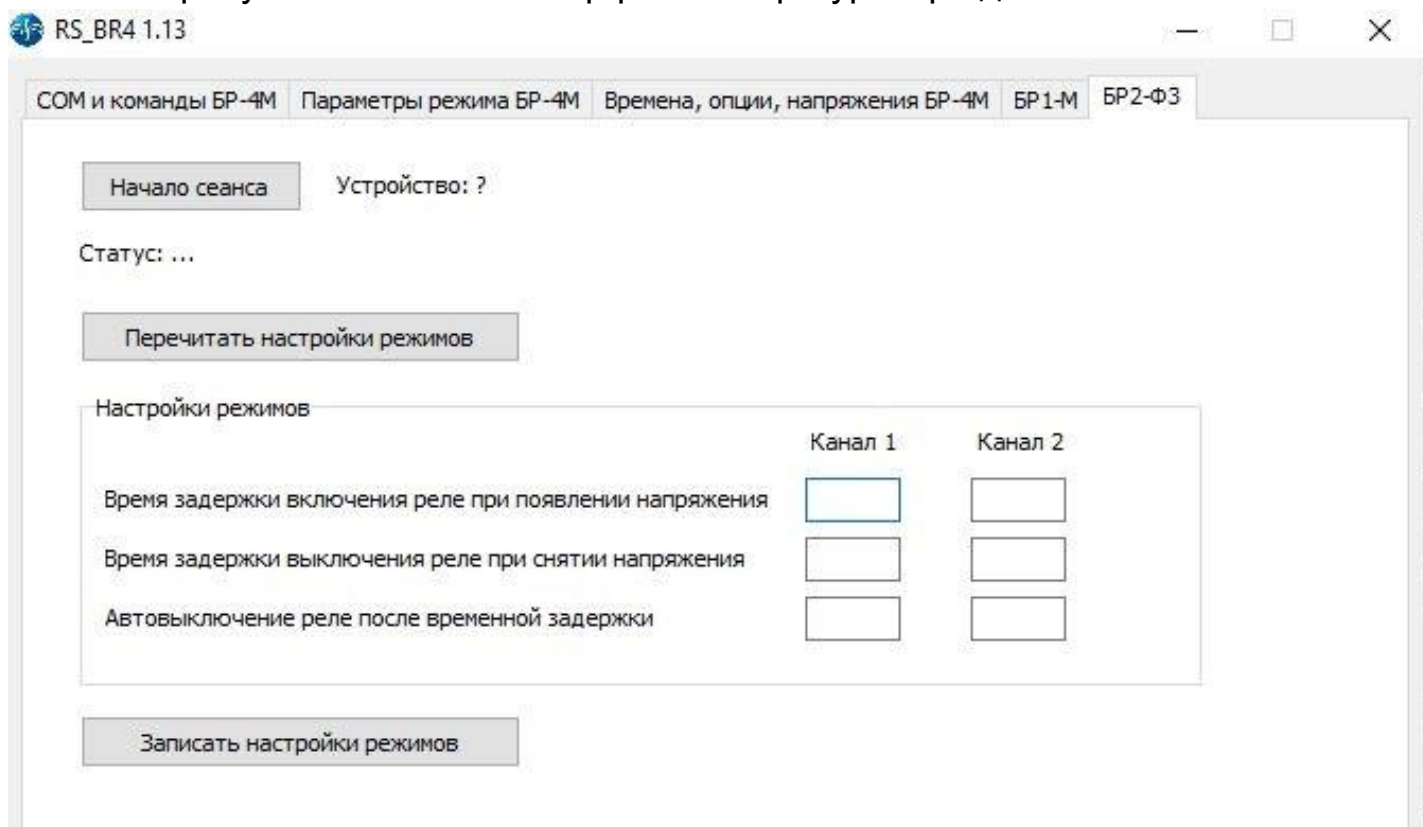 RS_BR4 1.13
COM и команды БР-4М Параметры режима БР-4М Времена, опции, напряжения БР-4М БР1-М БР2-ФЗ
Начало сеанса Устройство: ?
Статус: ...
Перечитать настройки режимов
Настройки режимов
Канал 1 Канал 2
Время задержки включения реле при появлении напряжения
Время задержки выключения реле при снятии напряжения
Автовыключение реле после временной задержки
Записать настройки режимов